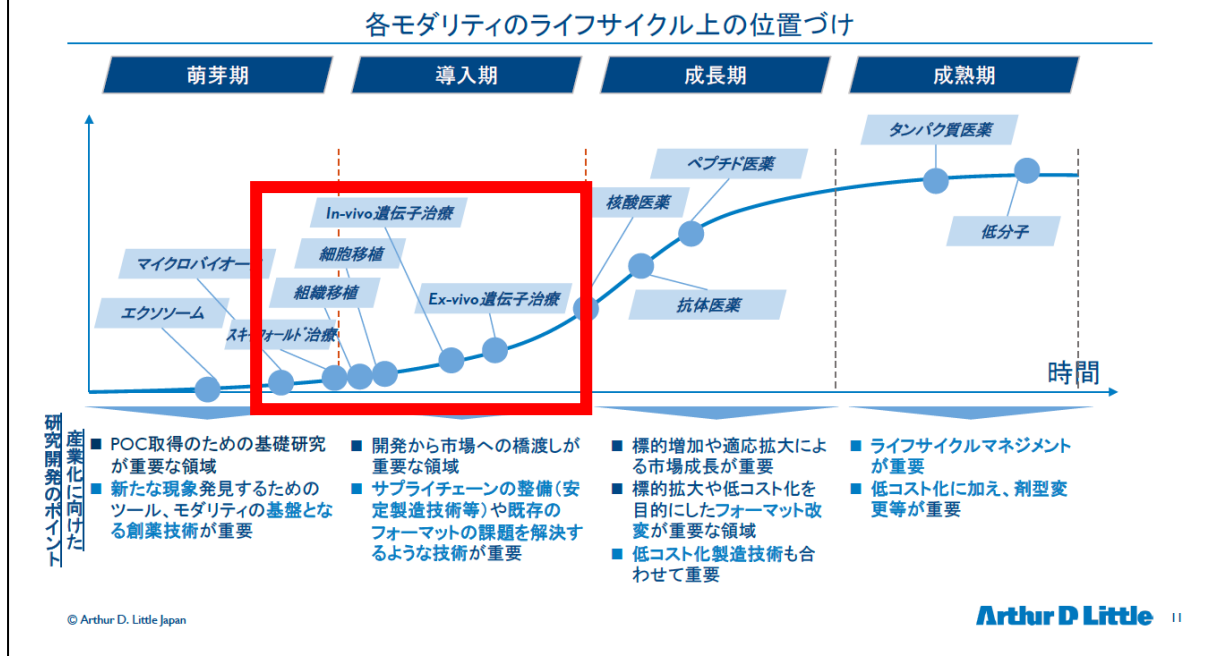 各モダリティのライフサイクル上の位置づけ
萌芽期
導入期
成長期
成熟期
タンパク質医薬
ペプチド医薬
核酸医薬
In-vivo遺伝子治療
低分子
細胞移植
マイクロバイオー
組織移植
Ex-vivo遺伝子治療
抗体医薬
エクソソーム
スキャフォールド治療
時間
産業化に向けた
研究開発のポイント
■ POC取得のための基礎研究
が重要な領域
■ 新たな現象発見するための
ツール、モダリティの基盤とな
る創薬技術が重要
■ 開発から市場への橋渡しが
重要な領域
■ サプライチェーンの整備(安
定製造技術等)や既存の
フォーマットの課題を解決す
るような技術が重要
■ 標的増加や適応拡大によ
る市場成長が重要
■ 標的拡大や低コスト化を
目的にしたフォーマット改
変が重要な領域
■ 低コスト化製造技術も合
わせて重要
■ ライフサイクルマネジメント
が重要
■ 低コスト化に加え、剤型変
更等が重要
© Arthur D. Little Japan
Arthur D Little
11